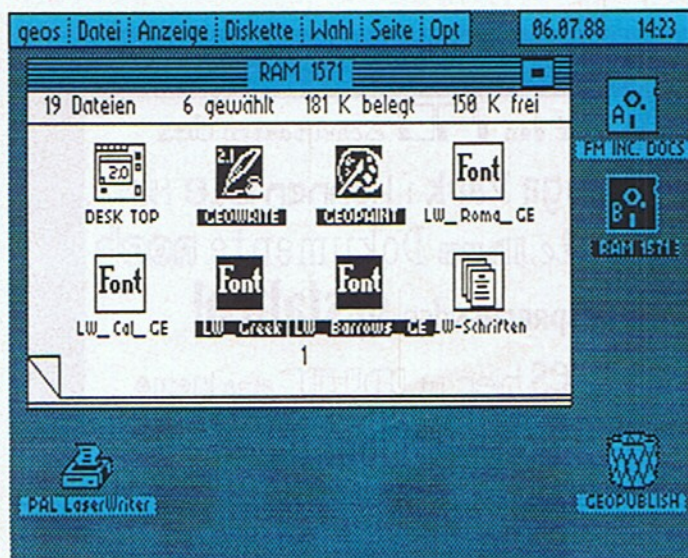 geos Datei Anzeige Diskette Wahl Seite Opt 06.07.88 14:23
RAM 1571
19 Dateien 6 gewählt 181 K belegt 150 K frei
2.0 2.1 Font
DESK TOP GEOWRITE GEOPAINT LW_Roma_GE
Font Font Font
LW_Cal_GE LW_Greek LW_Barrows_GE LW-Schriften
1
A
FM INC. DOCS
B
RAM 1571
PAL LaserWriter
GEOPUBLISH